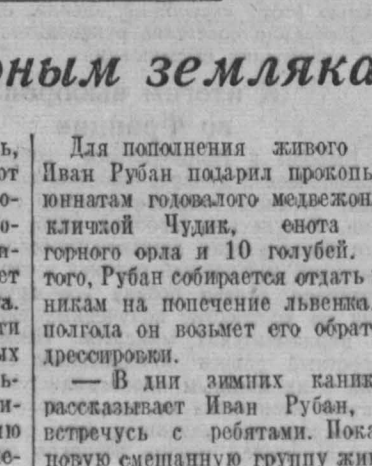 рным земляка
Для пополнения живого
Иван Рубан подарил прокопь
юннатам годовалого медвежон
кличкой Чудик, енота
горного орла и 10 голубей.
того, Рубан собирается отдать
никам на попечение львенка.
полгода он возьмет его обрат
дрессировки.
— В дни зимних каник
рассказывает Иван Рубан,
встречусь с ребятами. Пока
новую смешанную группу жив